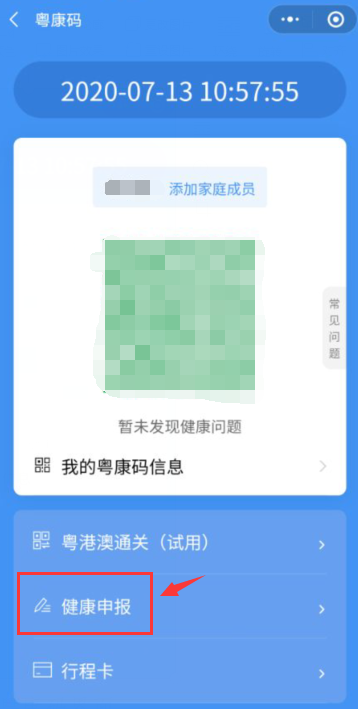 粤康码
2020-07-13 10:57:55
添加家庭成员
常见问题
暂未发现健康问题
我的粤康码信息
粤港澳通关（试用）
健康申报
行程卡